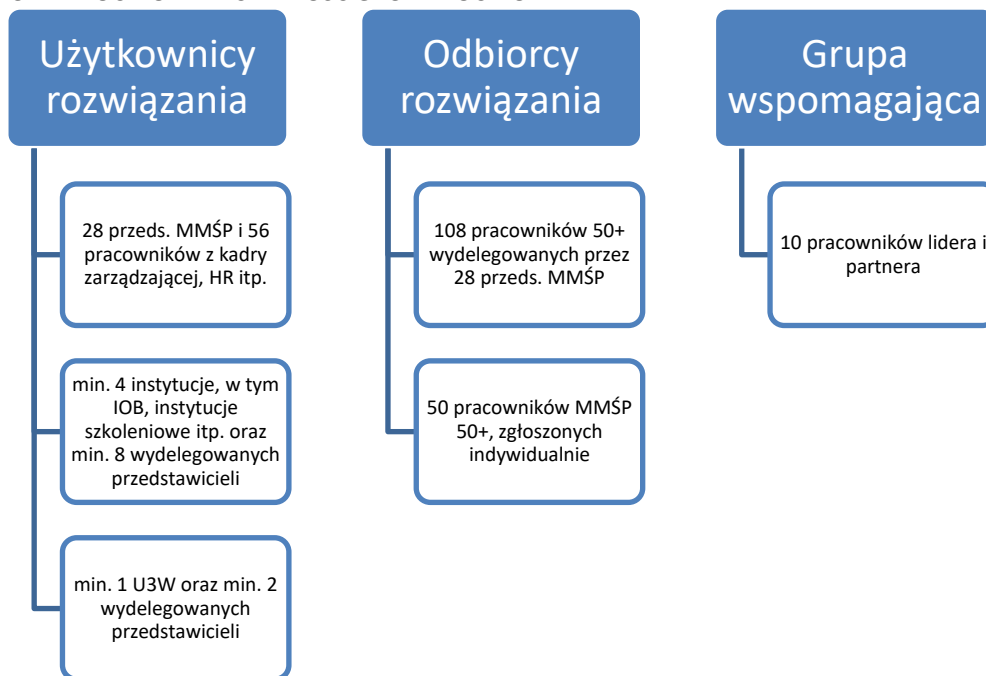 Użytkownicy
rozwiązania
28 przeds. MMŚP i 56
pracowników z kadry
zarządzającej, HR itp.
min. 4 instytucje, w tym
IOB, instytucje
szkoleniowe itp. oraz
min. 8 wydelegowanych
przedstawicieli
min. 1 U3W oraz min. 2
wydelegowanych
przedstawicieli
Odbiorcy
rozwiązania
108 pracowników 50+
wydelegowanych przez
28 przeds. MMŚP
50 pracowników MMŚP
50+, zgłoszonych
indywidualnie
Grupa
wspomagająca
10 pracowników lidera i
partnera